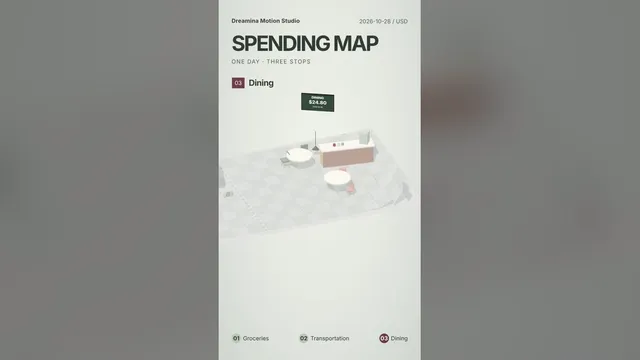 Dreamina Motion Studio
2026-10-28 / USD
SPENDING MAP
ONE DAY · THREE STOPS
03 Dining
DINING
$24.80
01 Groceries
02 Transportation
03 Dining